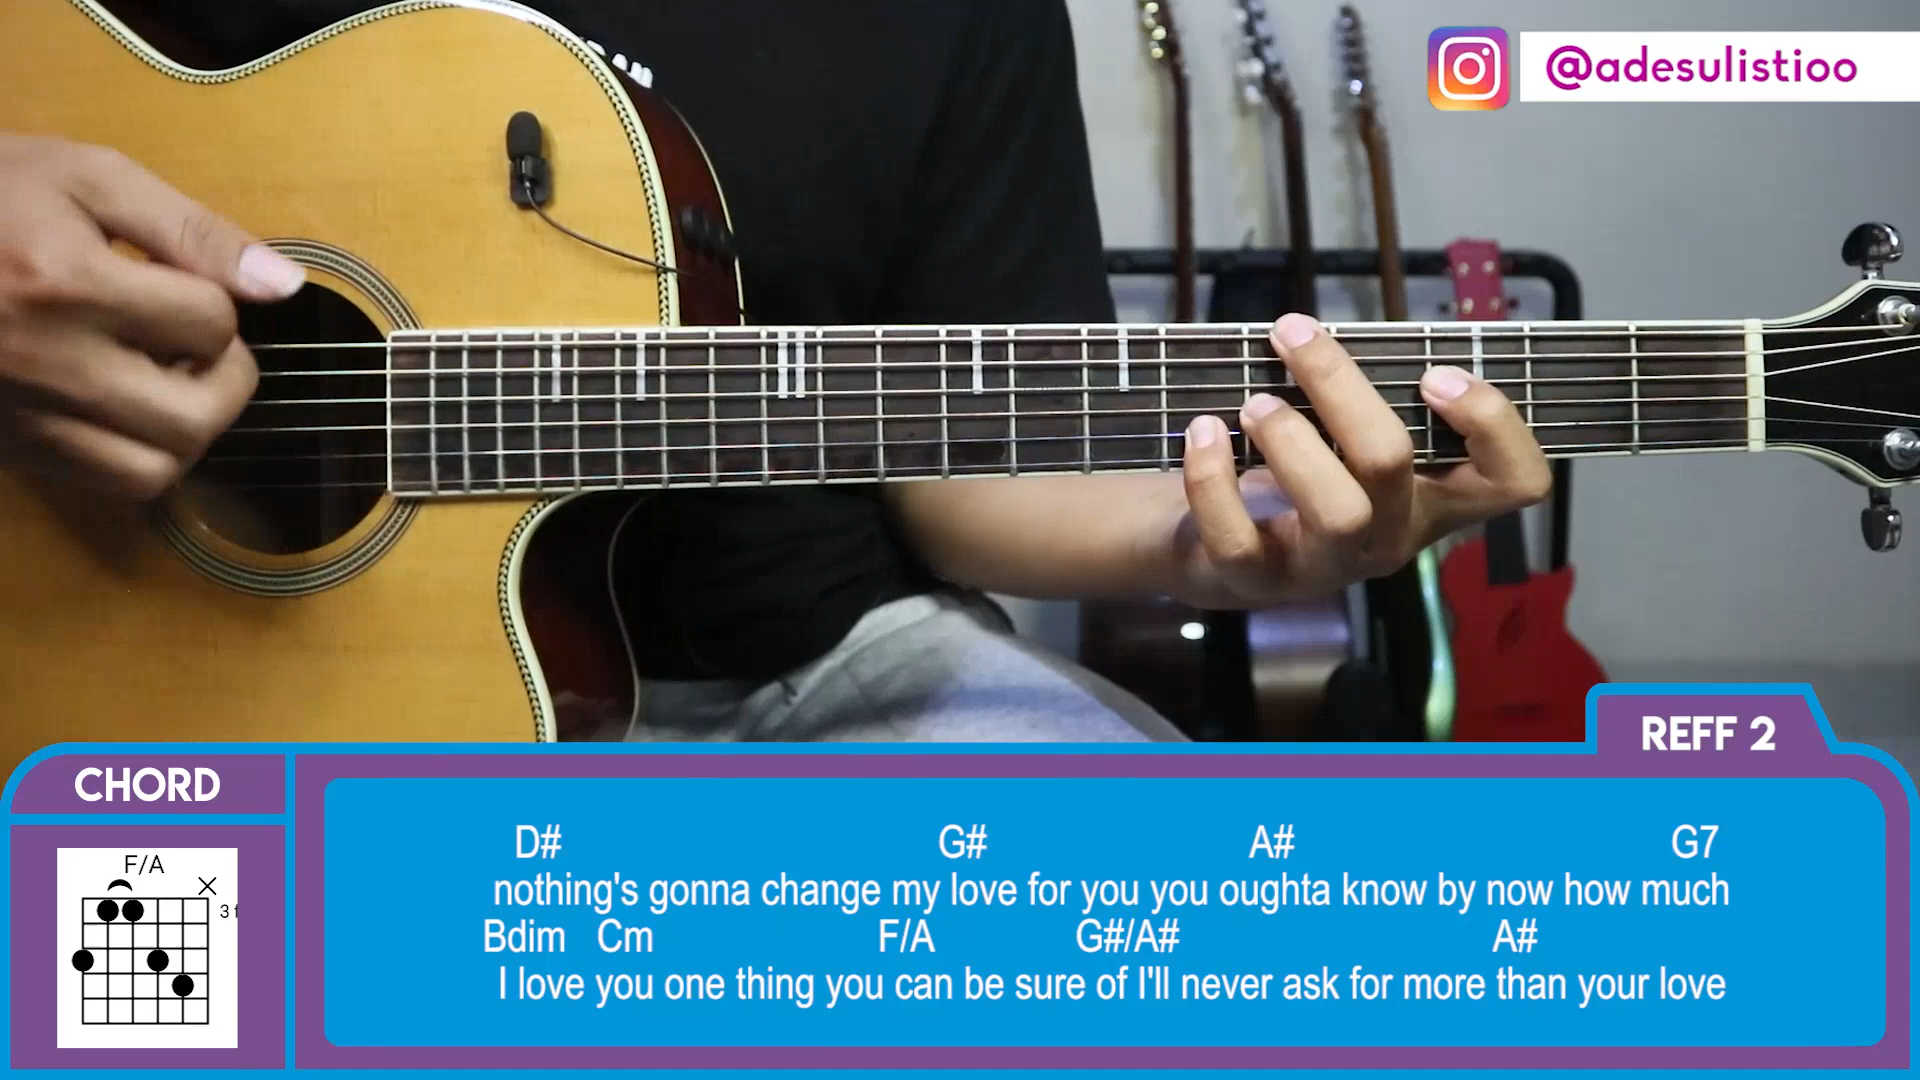 @adesulistioo
REFF 2
CHORD
F/A
3 f
D# G# A# G7
nothing's gonna change my love for you you oughta know by now how much
Bdim Cm F/A G#/A# A#
I love you one thing you can be sure of I'll never ask for more than your love